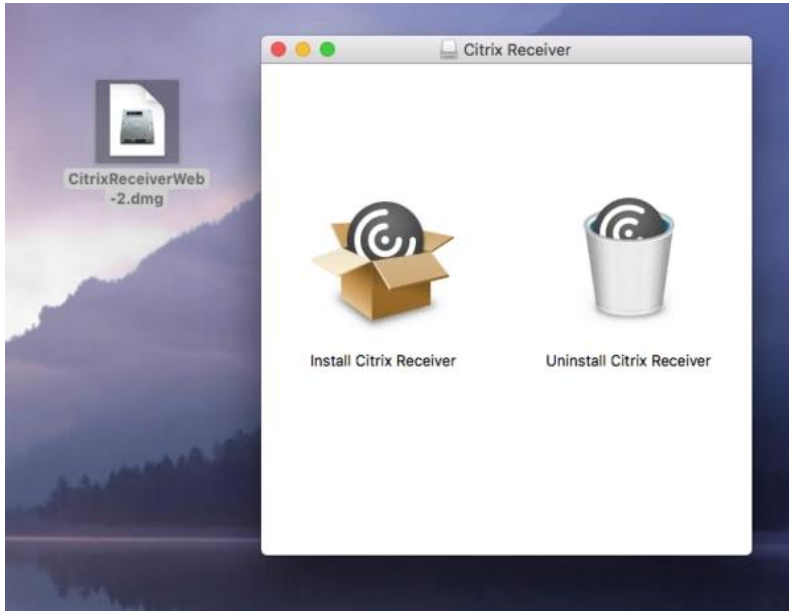 Citrix Receiver
CitrixReceiverWeb
-2.dmg
Install Citrix Receiver
Uninstall Citrix Receiver